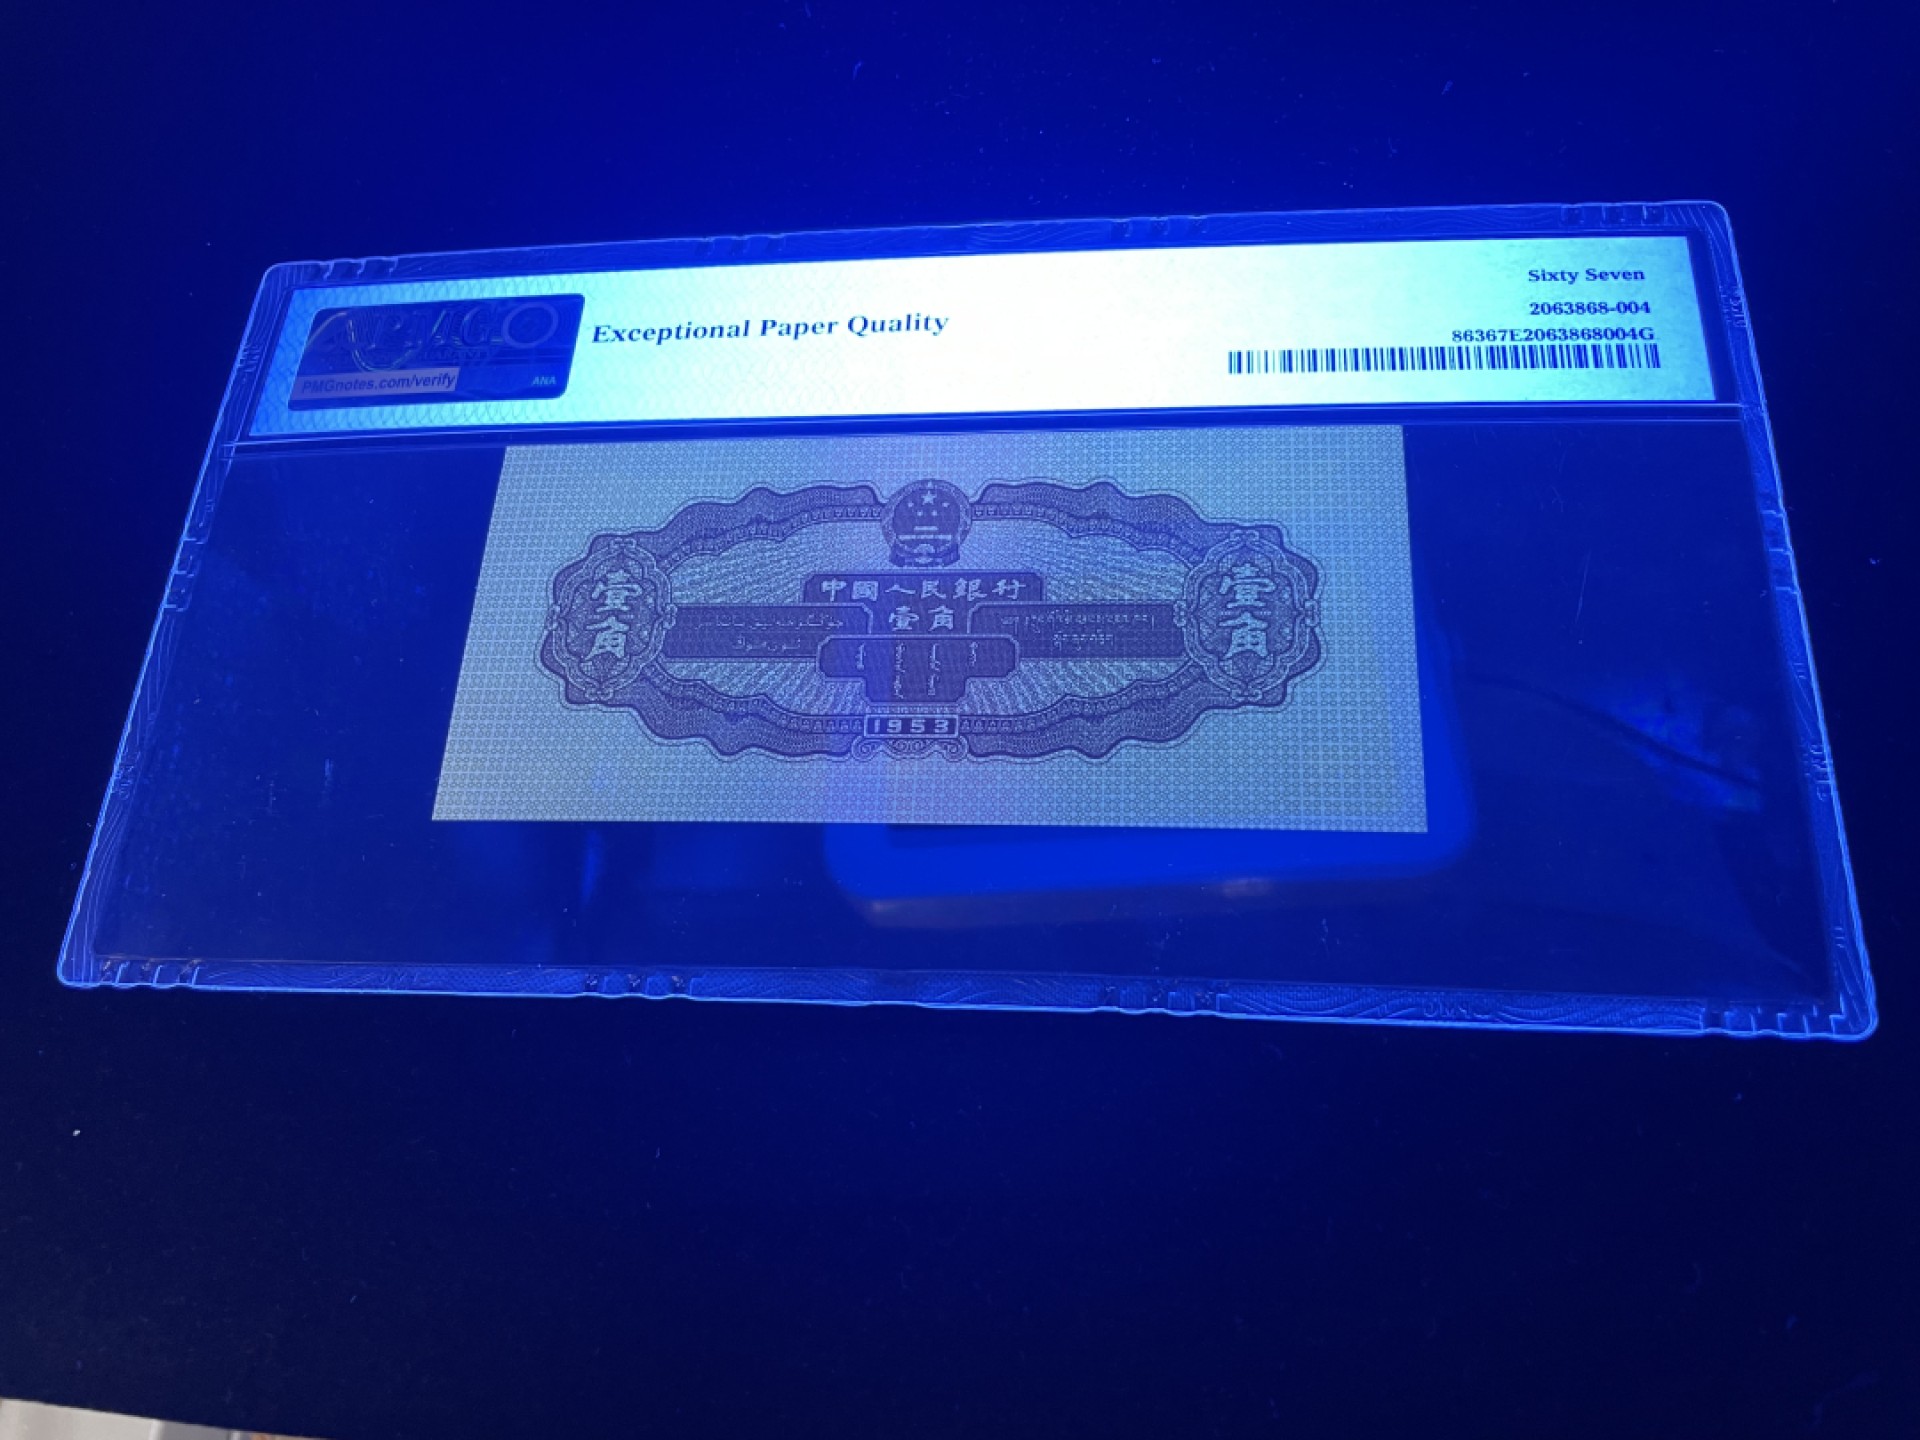 Sixty Seven
2063868-004
86367E2063868004G
Exceptional Paper Quality
PMGnotes.com/verify
ANA
中國人民銀行
壹角
壹角
壹角
1953